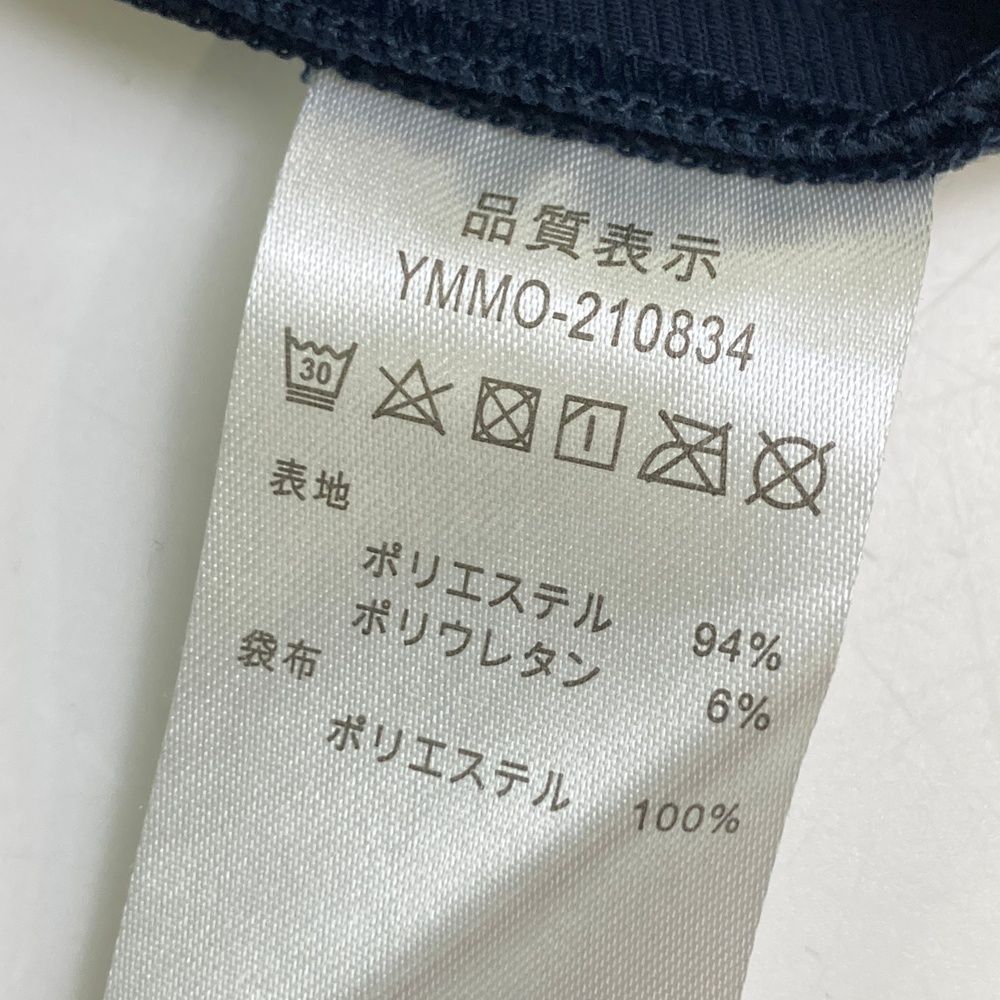 品質表示
YMMO-210834
30
表地
ポリエステル 94%
ポリウレタン 6%
袋布
ポリエステル 100%